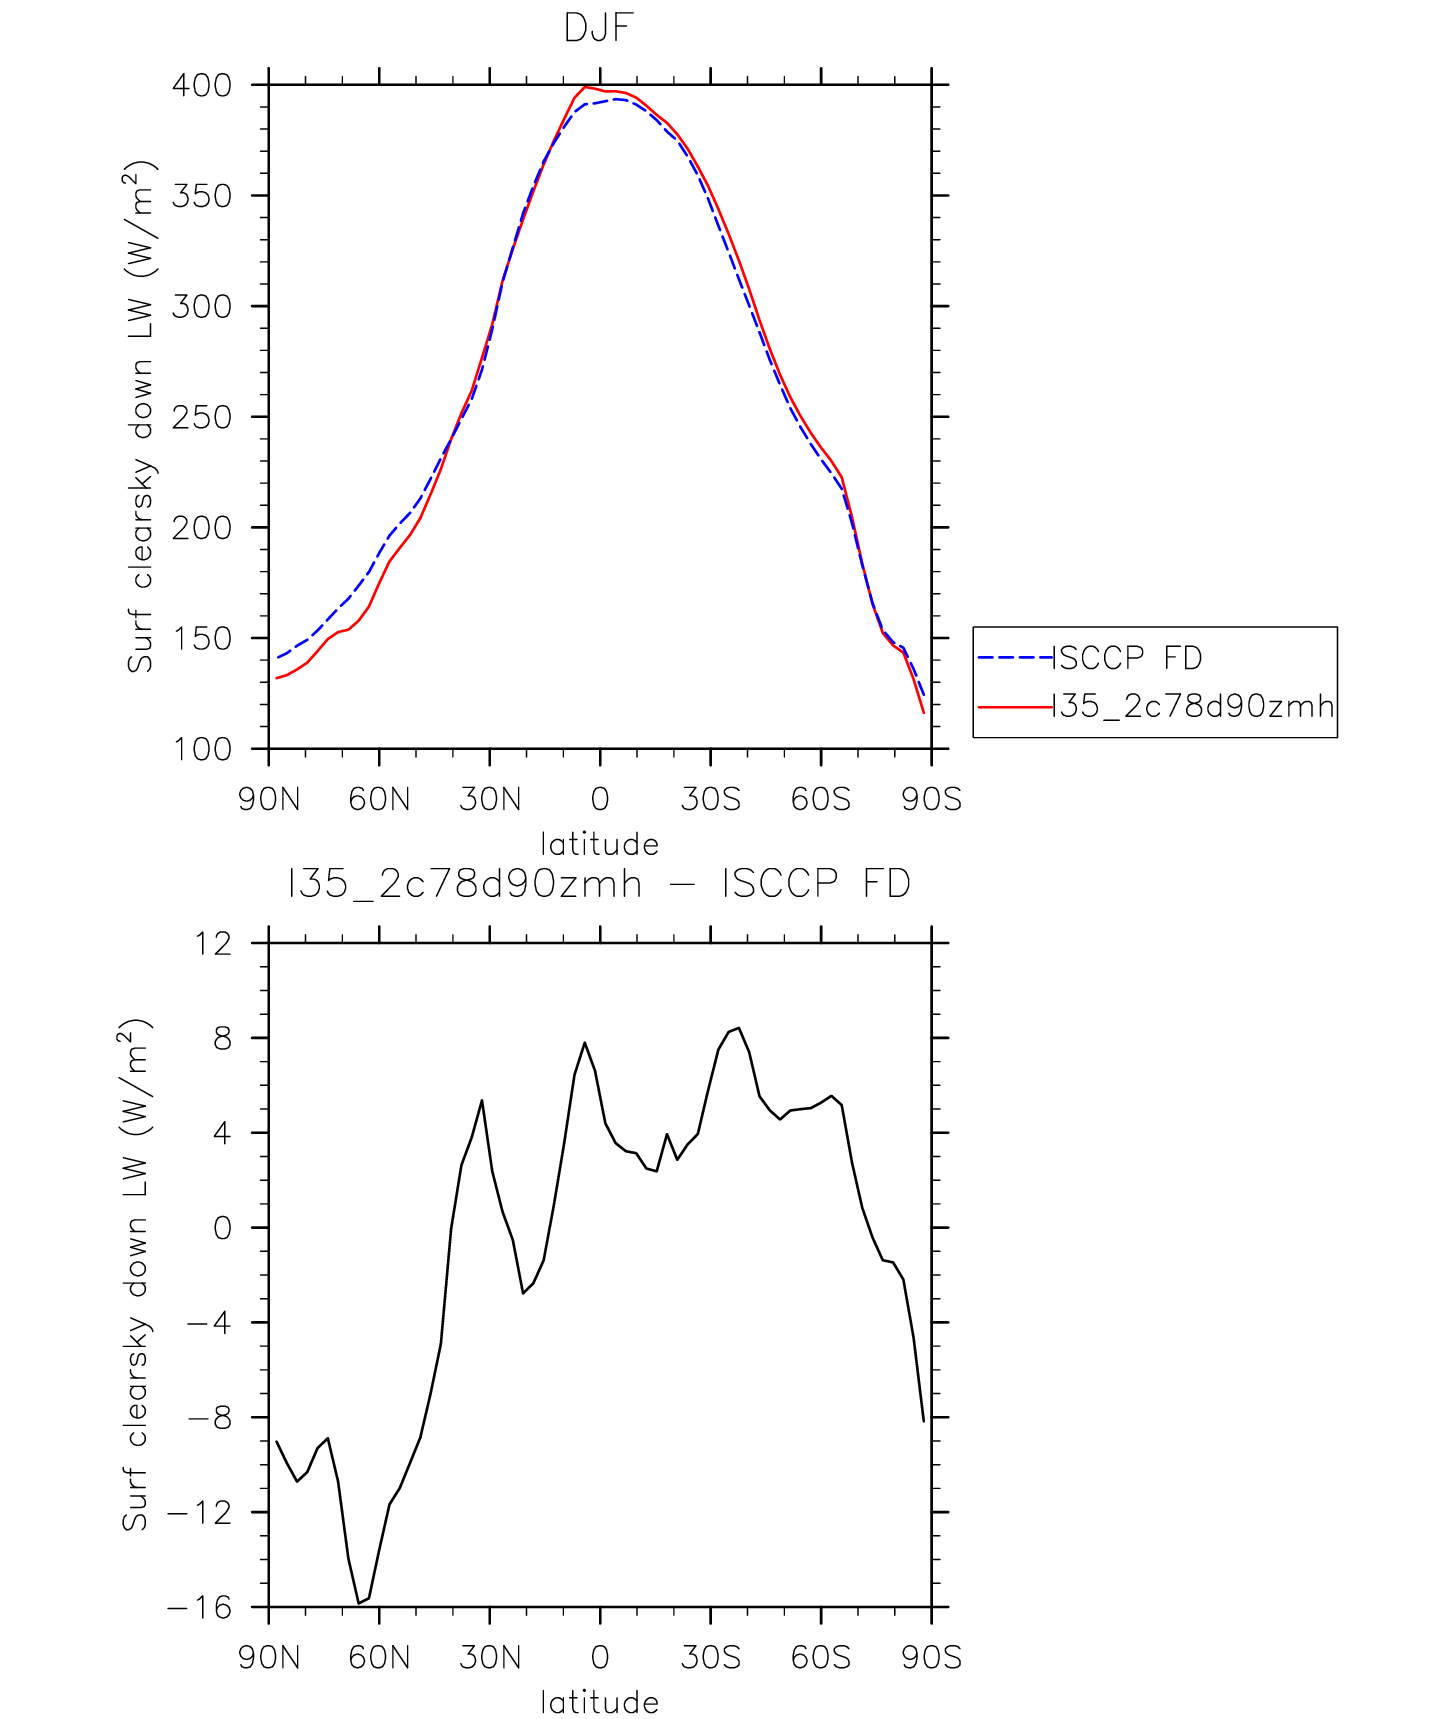 DJF
Surf clearsky down LW (W/m²)
400
350
300
250
200
150
100
90N 60N 30N 0 30S 60S 90S
latitude
ISCCP FD
I35_2c78d90zmh
I35_2c78d90zmh – ISCCP FD
Surf clearsky down LW (W/m²)
12
8
4
0
–4
–8
–12
–16
90N 60N 30N 0 30S 60S 90S
latitude